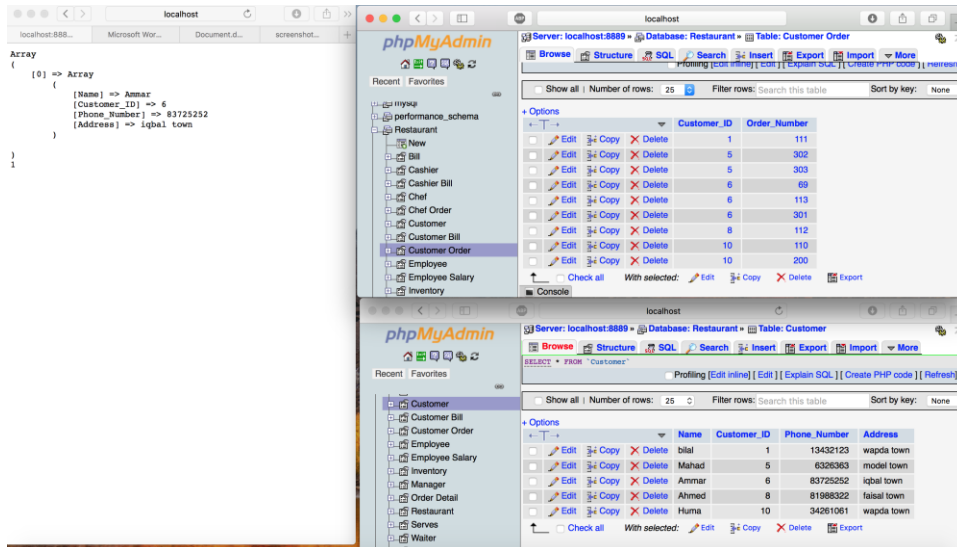 localhost
localhost:888...
Microsoft Wor...
Document.d...
screenshot...
Array
(
[0] => Array
(
[Name] => Ammar
[Customer_ID] => 6
[Phone_Number] => 83725252
[Address] => iqbal town
)
)
1
localhost
phpMyAdmin
Recent Favorites
mysql
performance_schema
Restaurant
New
Bill
Cashier
Cashier Bill
Chef
Chef Order
Customer
Customer Bill
Customer Order
Employee
Employee Salary
Inventory
Server: localhost:8889 » Database: Restaurant » Table: Customer Order
Browse Structure SQL Search Insert Export Import More
Profiling [Edit inline] [ Edit ] [ Explain SQL ] [ Create PHP code ] [ Refresh
Show all | Number of rows: 25 Filter rows: Search this table Sort by key: None
+ Options
Customer_ID Order_Number
Edit Copy Delete 1 111
Edit Copy Delete 5 302
Edit Copy Delete 5 303
Edit Copy Delete 6 69
Edit Copy Delete 6 113
Edit Copy Delete 6 301
Edit Copy Delete 8 112
Edit Copy Delete 10 110
Edit Copy Delete 10 200
Check all With selected: Edit Copy Delete Export
Console
localhost
phpMyAdmin
Recent Favorites
Customer
Customer Bill
Customer Order
Employee
Employee Salary
Inventory
Manager
Order Detail
Restaurant
Serves
Waiter
Server: localhost:8889 » Database: Restaurant » Table: Customer
Browse Structure SQL Search Insert Export Import More
SELECT * FROM `Customer`
Profiling [Edit inline] [ Edit ] [ Explain SQL ] [ Create PHP code ] [ Refresh]
Show all | Number of rows: 25 Filter rows: Search this table Sort by key: None
+ Options
Name Customer_ID Phone_Number Address
Edit Copy Delete bilal 1 13432123 wapda town
Edit Copy Delete Mahad 5 6326363 model town
Edit Copy Delete Ammar 6 83725252 iqbal town
Edit Copy Delete Ahmed 8 81988322 faisal town
Edit Copy Delete Huma 10 34261061 wapda town
Check all With selected: Edit Copy Delete Export